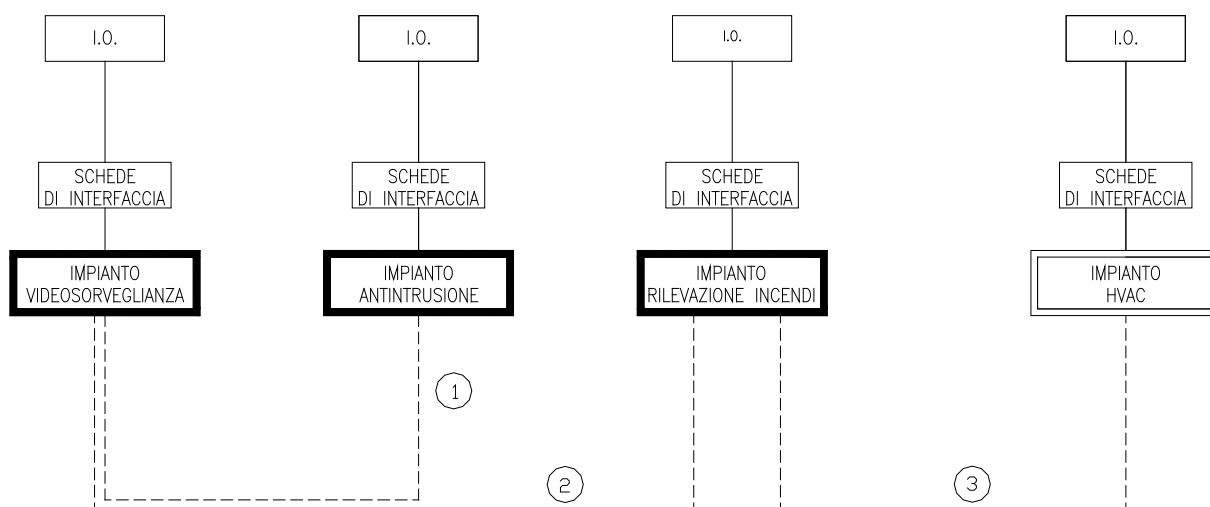 I.O.
I.O.
I.O.
I.O.
SCHEDE
DI INTERFACCIA
SCHEDE
DI INTERFACCIA
SCHEDE
DI INTERFACCIA
SCHEDE
DI INTERFACCIA
IMPIANTO
VIDEOSORVEGLIANZA
IMPIANTO
ANTINTRUSIONE
IMPIANTO
RILEVAZIONE INCENDI
IMPIANTO
HVAC
1
2
3